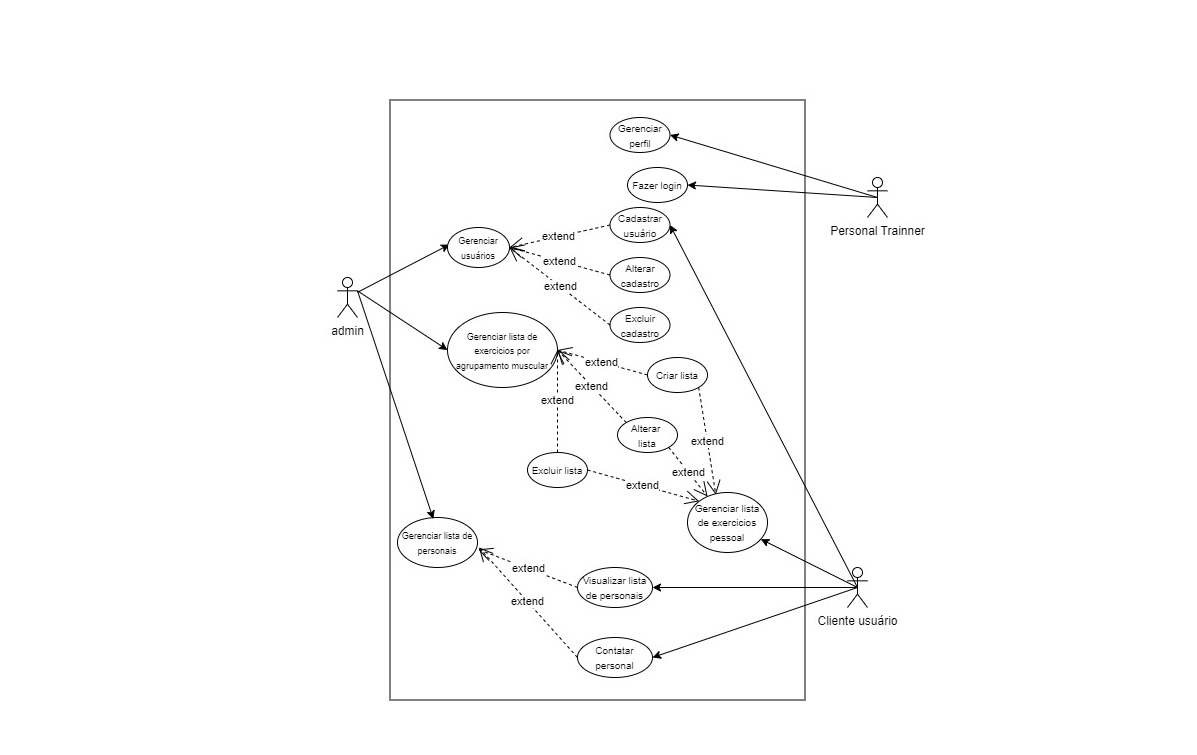 Gerenciar
perfil
Fazer login
Personal Trainner
Cadastrar
usuário
extend
Gerenciar
usuários
extend
Alterar
cadastro
extend
admin
Excluir
cadastro
Gerenciar lista de
exercicios por
agrupamento muscular
extend
Criar lista
extend
extend
Alterar
lista
extend
Excluir lista
extend
extend
Gerenciar lista
de exercicios
pessoal
Gerenciar lista de
personais
extend
Visualizar lista
de personais
extend
Cliente usuário
Contatar
personal